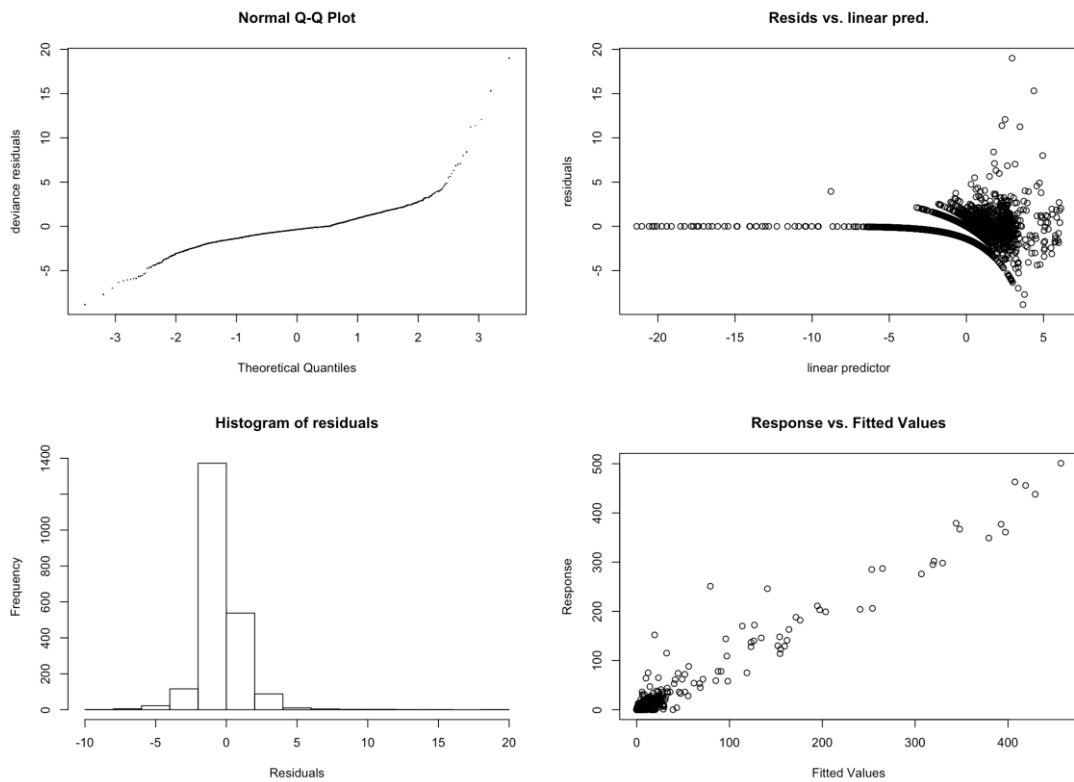 Normal Q-Q Plot
deviance residuals
20
15
10
5
0
-5
-3 -2 -1 0 1 2 3
Theoretical Quantiles
Resids vs. linear pred.
residuals
20
15
10
5
0
-5
-20 -15 -10 -5 0 5
linear predictor
Histogram of residuals
Frequency
1400
1000
800
600
400
200
0
-10 -5 0 5 10 15 20
Residuals
Response vs. Fitted Values
Response
500
400
300
200
100
0
0 100 200 300 400
Fitted Values